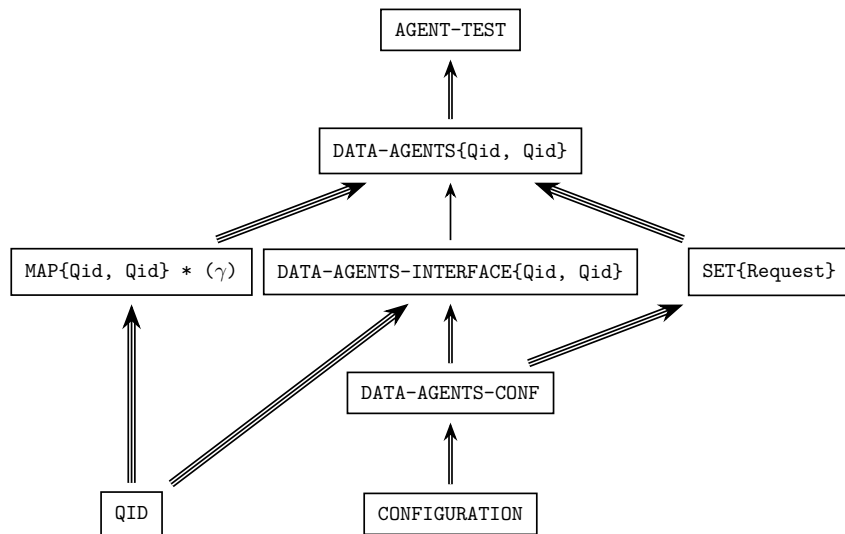 AGENT-TEST
DATA-AGENTS{Qid, Qid}
MAP{Qid, Qid} * (γ)
DATA-AGENTS-INTERFACE{Qid, Qid}
SET{Request}
DATA-AGENTS-CONF
QID
CONFIGURATION